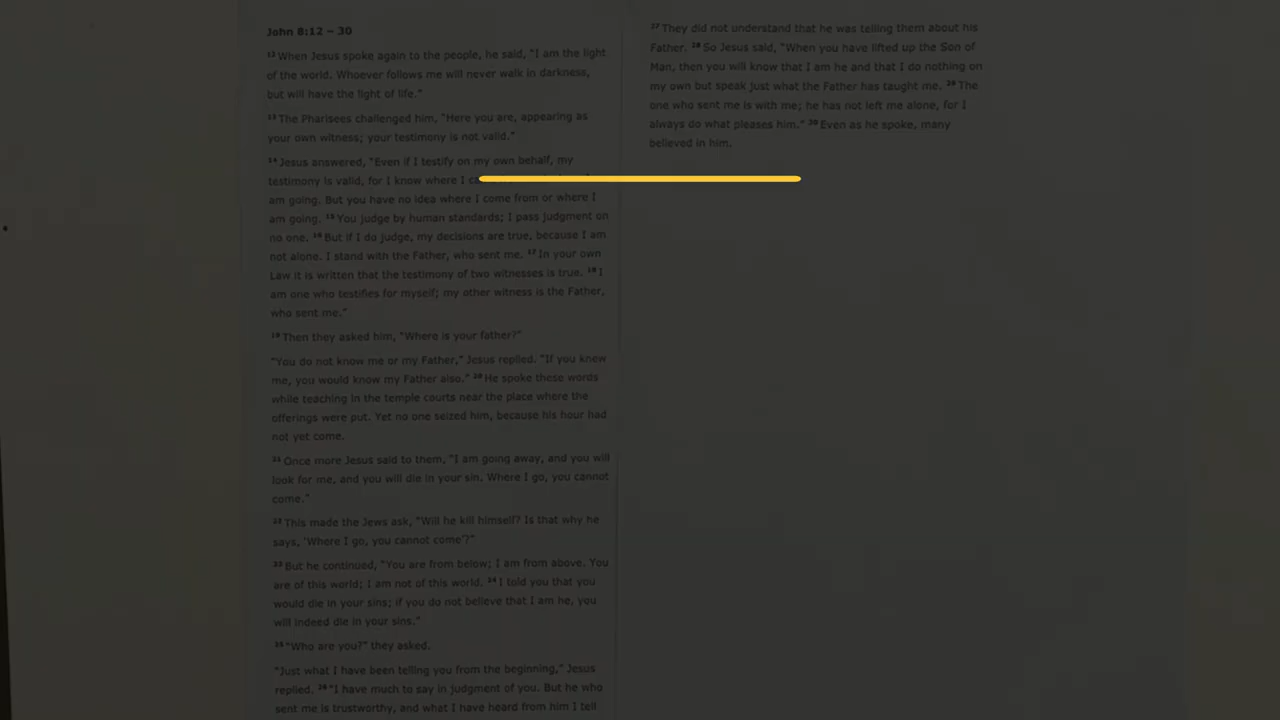 John 8:12 – 30
12 When Jesus spoke again to the people, he said, "I am the light
of the world. Whoever follows me will never walk in darkness,
but will have the light of life."
13 The Pharisees challenged him, "Here you are, appearing as
your own witness; your testimony is not valid."
14 Jesus answered, "Even if I testify on my own behalf, my
testimony is valid, for I know where I
am going. But you have no idea where I come from or where I
am going. 15 You judge by human standards; I pass judgment on
no one. 16 But if I do judge, my decisions are true, because I am
not alone. I stand with the Father, who sent me. 17 In your own
Law it is written that the testimony of two witnesses is true. 18 I
am one who testifies for myself; my other witness is the Father,
who sent me."
19 Then they asked him, "Where is your father?"
"You do not know me or my Father," Jesus replied. "If you knew
me, you would know my Father also." 20 He spoke these words
while teaching in the temple courts near the place where the
offerings were put. Yet no one seized him, because his hour had
not yet come.
21 Once more Jesus said to them, "I am going away, and you will
look for me, and you will die in your sin. Where I go, you cannot
come."
22 This made the Jews ask, "Will he kill himself? Is that why he
says, 'Where I go, you cannot come'?"
23 But he continued, "You are from below; I am from above. You
are of this world; I am not of this world. 24 I told you that you
would die in your sins; if you do not believe that I am he, you
will indeed die in your sins."
25 "Who are you?" they asked.
"Just what I have been telling you from the beginning," Jesus
replied. 26 "I have much to say in judgment of you. But he who
sent me is trustworthy, and what I have heard from him I tell
27 They did not understand that he was telling them about his
Father. 28 So Jesus said, "When you have lifted up the Son of
Man, then you will know that I am he and that I do nothing on
my own but speak just what the Father has taught me. 29 The
one who sent me is with me; he has not left me alone, for I
always do what pleases him." 30 Even as he spoke, many
believed in him.